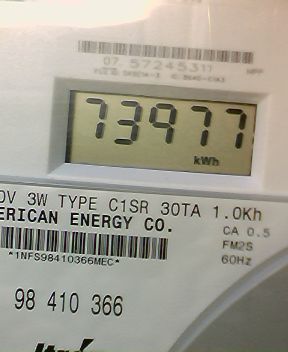 07 57245311
73977
kWh
0V 3W TYPE C1SR 30TA 1.0Kh
ERICAN ENERGY CO.
CA 0.5
FM2S
*1NFS98410366MEC*
60Hz
98 410 366